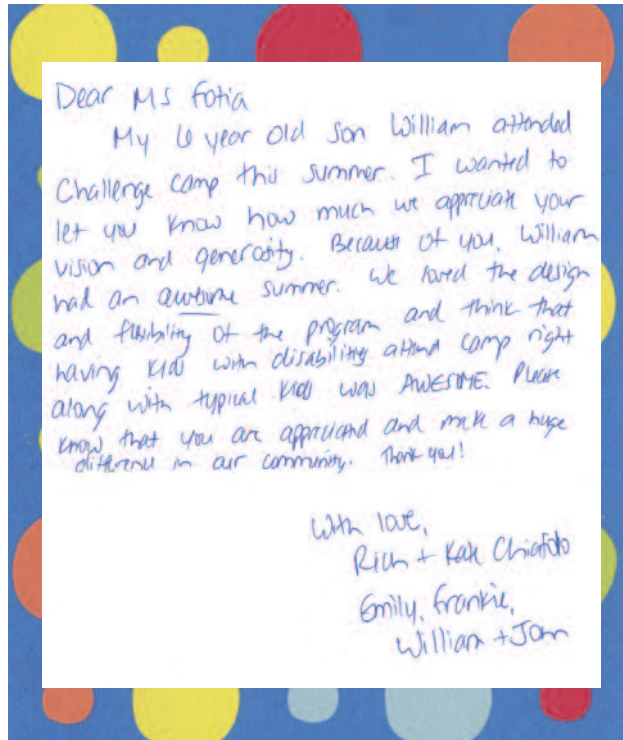 Dear Ms Fotia
My 6 year old son William attended
Challenge camp this summer. I wanted to
let you know how much we appreciate your
vision and generosity. Because of you, William
had an awesome summer. We loved the design
and flexibility of the program and think that
having kids with disability attend camp right
along with typical kids was AWESOME. Please
know that you are appreciated and make a huge
difference in our community. Thank you!
With love,
Rich + Kate Chiafolo
Emily, Frankie,
William + John